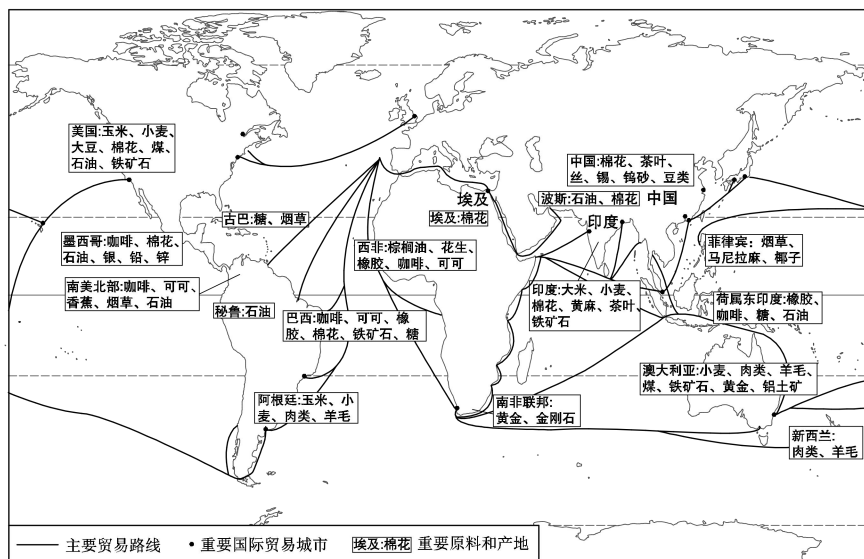 美国:玉米、小麦、
大豆、棉花、煤、
石油、铁矿石
中国:棉花、茶叶、
丝、锡、钨砂、豆类
埃及
波斯:石油、棉花
中国
古巴:糖、烟草
埃及:棉花
印度
墨西哥:咖啡、棉花、
石油、银、铅、锌
西非:棕榈油、花生、
橡胶、咖啡、可可
菲律宾：烟草、
马尼拉麻、椰子
南美北部:咖啡、可可、
香蕉、烟草、石油
印度:大米、小麦、
棉花、黄麻、茶叶
铁矿石
荷属东印度:橡胶、
咖啡、糖、石油
秘鲁:石油
巴西:咖啡、可可、橡
胶、棉花、铁矿石、糖
澳大利亚:小麦、肉类、羊毛、
煤、铁矿石、黄金、铝土矿
阿根廷:玉米、小
麦、肉类、羊毛
南非联邦:
黄金、金刚石
新西兰:
肉类、羊毛
主要贸易路线
重要国际贸易城市
埃及:棉花
重要原料和产地